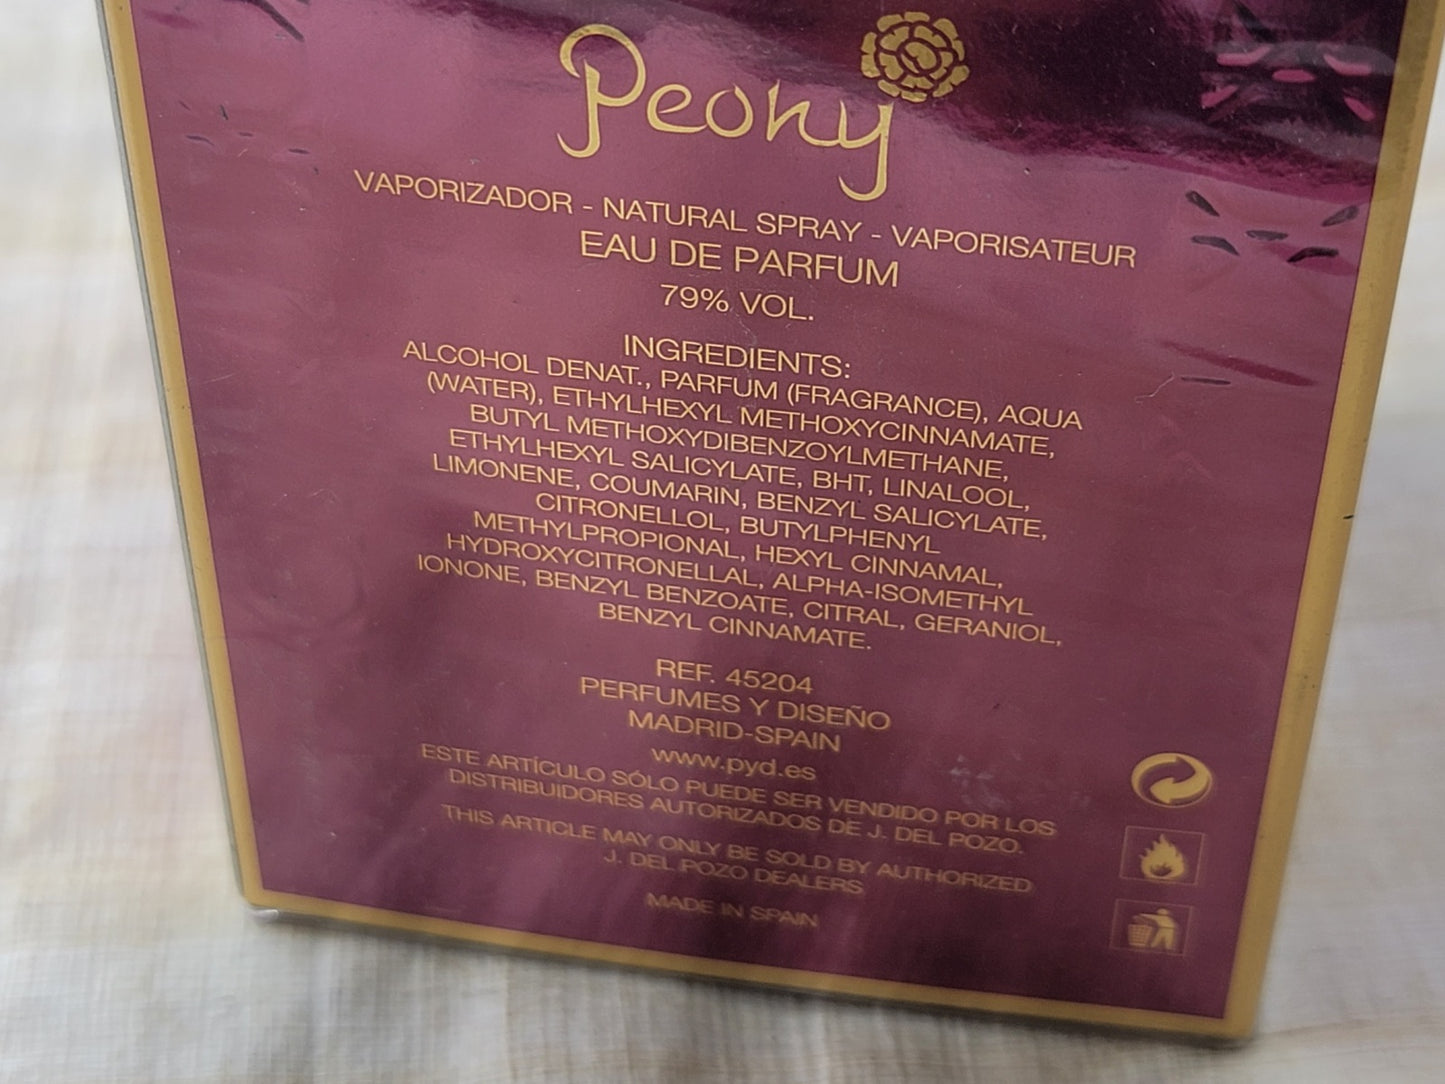 Peony
VAPORIZADOR - NATURAL SPRAY - VAPORISATEUR
EAU DE PARFUM
79% VOL.
INGREDIENTS:
ALCOHOL DENAT., PARFUM (FRAGRANCE), AQUA
(WATER), ETHYLHEXYL METHOXYCINNAMATE,
BUTYL METHOXYDIBENZOYLMETHANE,
ETHYLHEXYL SALICYLATE, BHT, LINALOOL,
LIMONENE, COUMARIN, BENZYL SALICYLATE,
CITRONELLOL, BUTYLPHENYL
METHYLPROPIONAL, HEXYL CINNAMAL,
HYDROXYCITRONELLAL, ALPHA-ISOMETHYL
IONONE, BENZYL BENZOATE, CITRAL, GERANIOL,
BENZYL CINNAMATE.
REF. 45204
PERFUMES Y DISEÑO
MADRID-SPAIN
www.pyd.es
ESTE ARTÍCULO SÓLO PUEDE SER VENDIDO POR LOS
DISTRIBUIDORES AUTORIZADOS DE J. DEL POZO.
THIS ARTICLE MAY ONLY BE SOLD BY AUTHORIZED
J. DEL POZO DEALERS
MADE IN SPAIN